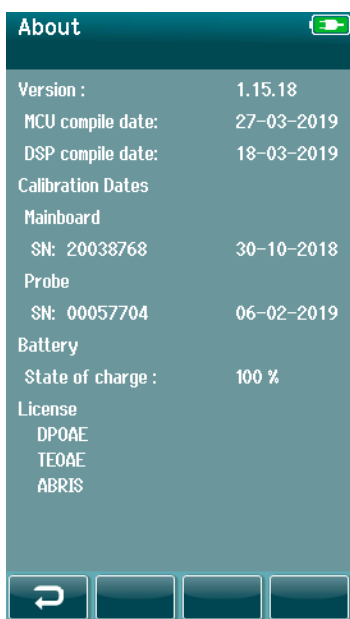 About
Version : 1.15.18
MCU compile date: 27-03-2019
DSP compile date: 18-03-2019
Calibration Dates
Mainboard
SN: 20038768 30-10-2018
Probe
SN: 00057704 06-02-2019
Battery
State of charge : 100 %
License
DPOAE
TEOAE
ABRIS